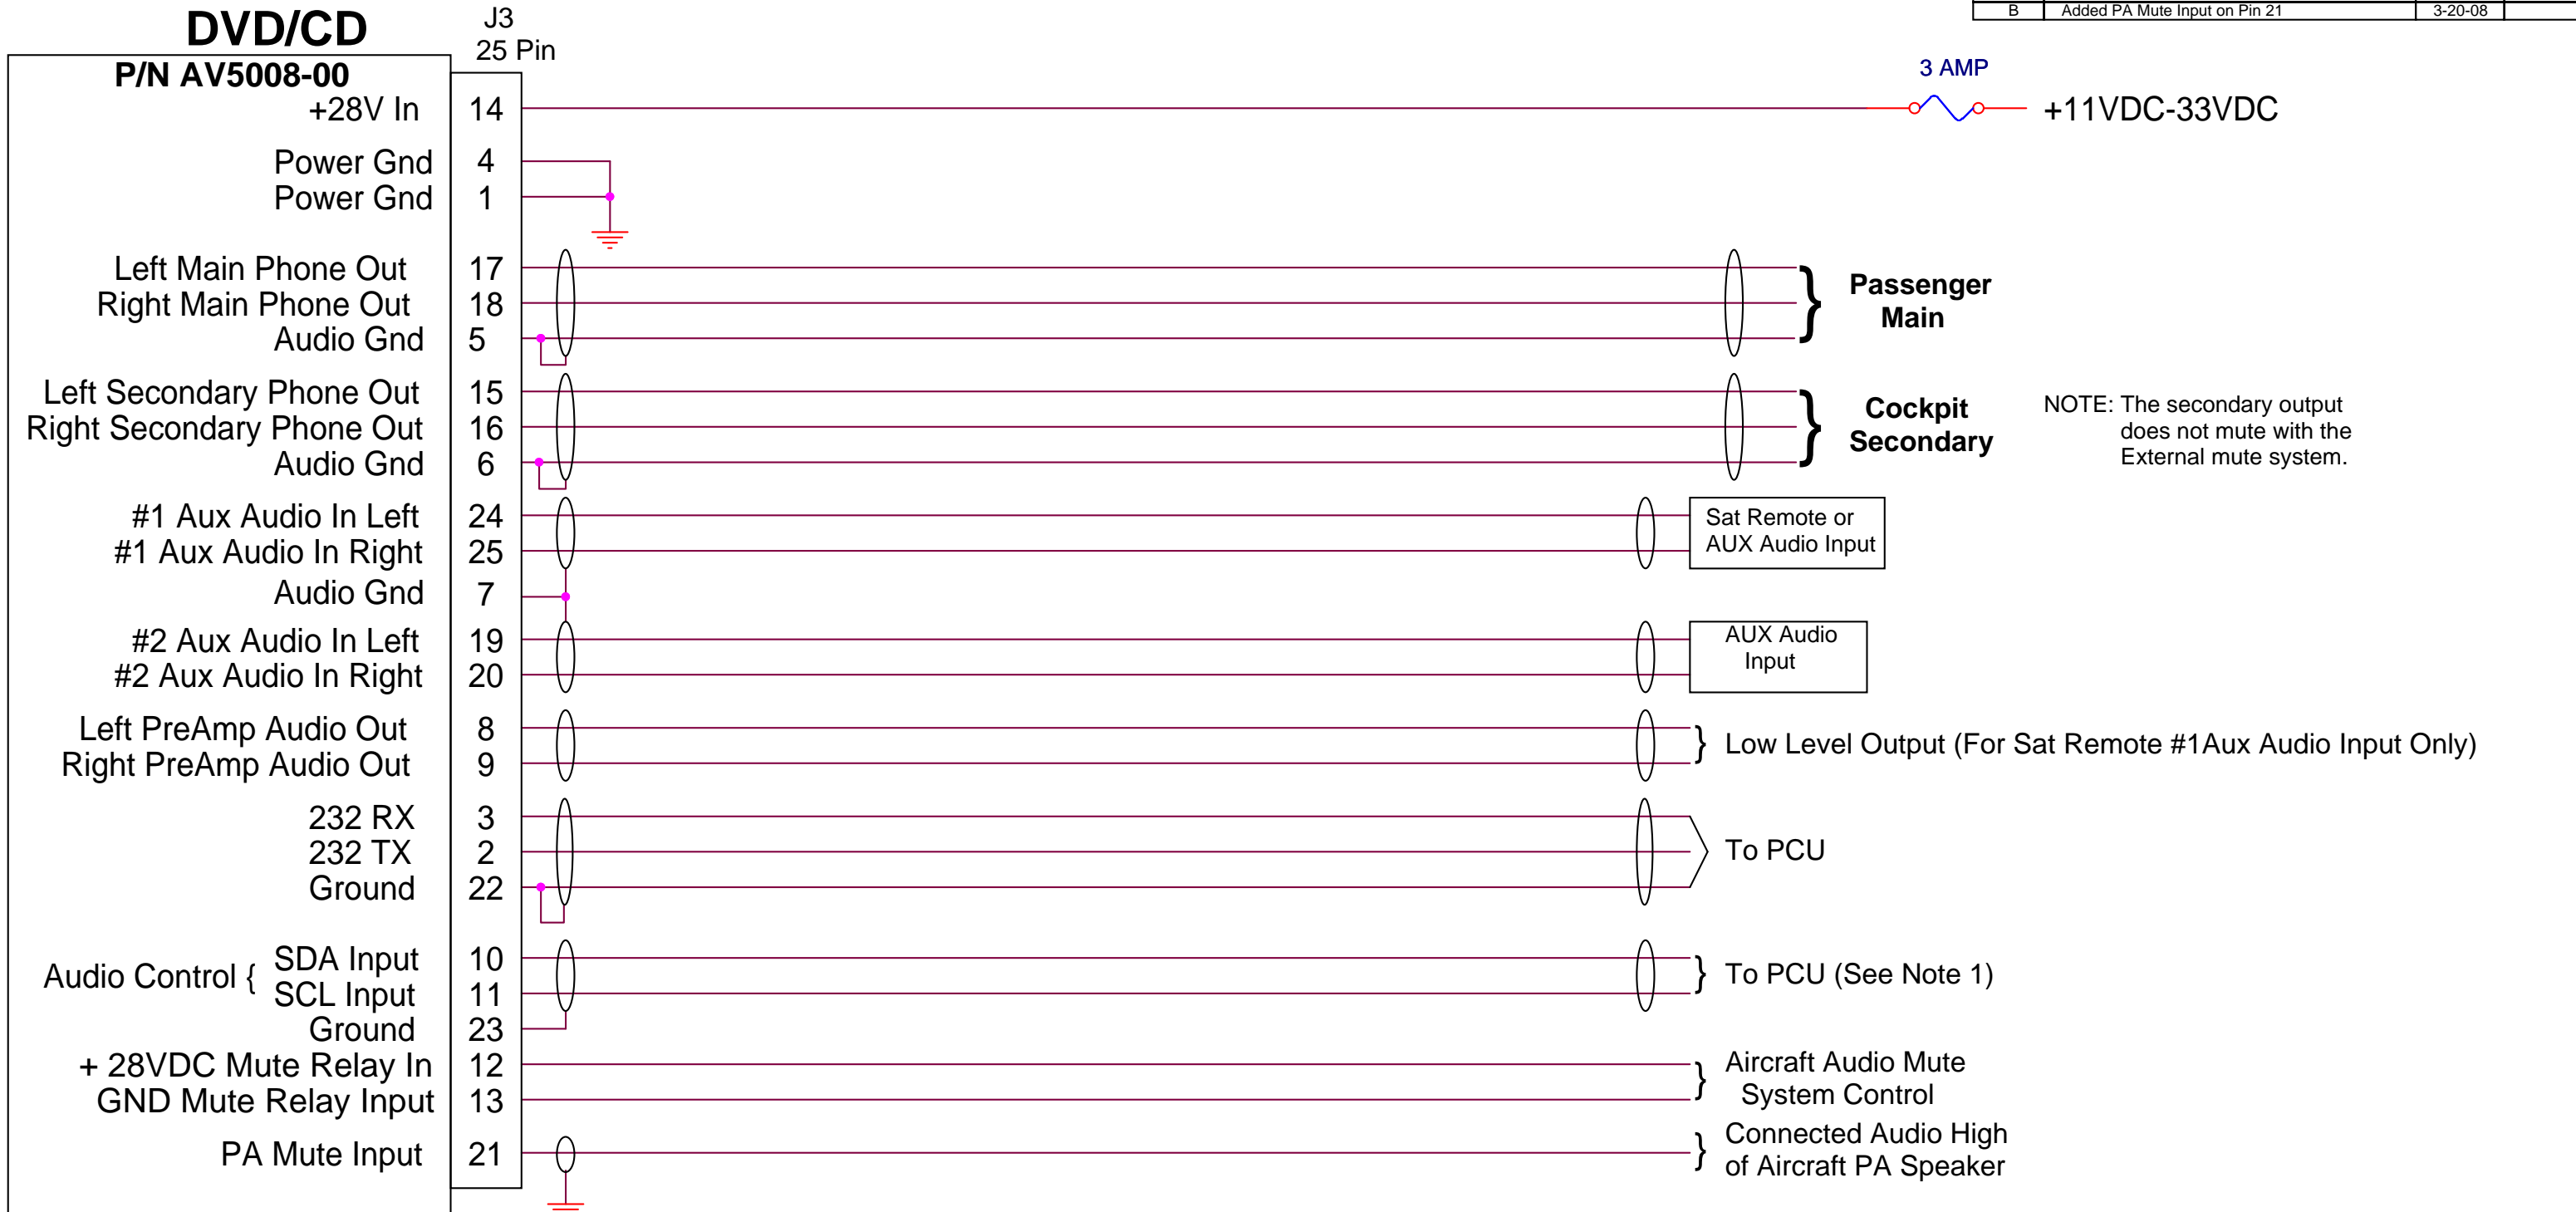 B Added PA Mute Input on Pin 21 3-20-08
DVD/CD
J3
25 Pin
P/N AV5008-00
3 AMP
+28V In 14 +11VDC-33VDC
Power Gnd 4
Power Gnd 1
Left Main Phone Out 17
Right Main Phone Out 18
Audio Gnd 5
Passenger
Main
Left Secondary Phone Out 15
Right Secondary Phone Out 16
Audio Gnd 6
Cockpit
Secondary
NOTE: The secondary output
does not mute with the
External mute system.
#1 Aux Audio In Left 24
#1 Aux Audio In Right 25
Sat Remote or
AUX Audio Input
Audio Gnd 7
#2 Aux Audio In Left 19
#2 Aux Audio In Right 20
AUX Audio
Input
Left PreAmp Audio Out 8
Right PreAmp Audio Out 9
} Low Level Output (For Sat Remote #1Aux Audio Input Only)
232 RX 3
232 TX 2
Ground 22
To PCU
Audio Control {
SDA Input 10
SCL Input 11
Ground 23
} To PCU (See Note 1)
+ 28VDC Mute Relay In 12
GND Mute Relay Input 13
} Aircraft Audio Mute
System Control
PA Mute Input 21
} Connected Audio High
of Aircraft PA Speaker